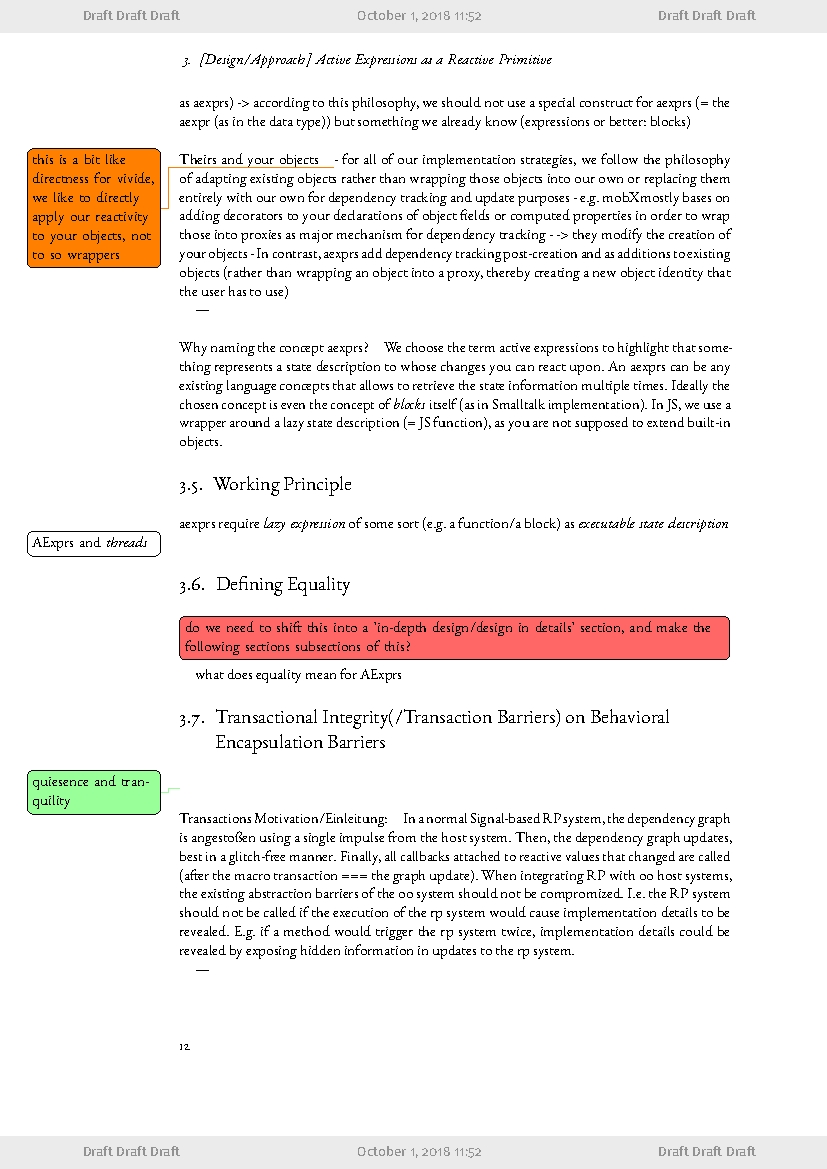 Draft Draft Draft October 1, 2018 11:52 Draft Draft Draft
3. [Design/Approach] Active Expressions as a Reactive Primitive
as aexprs) -> according to this philosophy, we should not use a special construct for aexprs (= the
aexpr (as in the data type)) but something we already know (expressions or better: blocks)
this is a bit like
directness for vivide,
we like to directly
apply our reactivity
to your objects, not
to so wrappers
Theirs and your objects - for all of our implementation strategies, we follow the philosophy
of adapting existing objects rather than wrapping those objects into our own or replacing them
entirely with our own for dependency tracking and update purposes - e.g. mobXmostly bases on
adding decorators to your declarations of object fields or computed properties in order to wrap
those into proxies as major mechanism for dependency tracking - -> they modify the creation of
your objects - In contrast, aexprs add dependency tracking post-creation and as additions to existing
objects (rather than wrapping an object into a proxy, thereby creating a new object identity that
the user has to use)
—
Why naming the concept aexprs? We choose the term active expressions to highlight that some-
thing represents a state description to whose changes you can react upon. An aexprs can be any
existing language concepts that allows to retrieve the state information multiple times. Ideally the
chosen concept is even the concept of blocks itself (as in Smalltalk implementation). In JS, we use a
wrapper around a lazy state description (= JS function), as you are not supposed to extend built-in
objects.
3.5. Working Principle
aexprs require lazy expression of some sort (e.g. a function/a block) as executable state description
AExprs and threads
3.6. Defining Equality
do we need to shift this into a 'in-depth design/design in details' section, and make the
following sections subsections of this?
what does equality mean for AExprs
3.7. Transactional Integrity(/Transaction Barriers) on Behavioral
Encapsulation Barriers
quiesence and tran-
quility
Transactions Motivation/Einleitung: In a normal Signal-based RP system, the dependency graph
is angestoßen using a single impulse from the host system. Then, the dependency graph updates,
best in a glitch-free manner. Finally, all callbacks attached to reactive values that changed are called
(after the macro transaction === the graph update). When integrating RP with oo host systems,
the existing abstraction barriers of the oo system should not be compromized. I.e. the RP system
should not be called if the execution of the rp system would cause implementation details to be
revealed. E.g. if a method would trigger the rp system twice, implementation details could be
revealed by exposing hidden information in updates to the rp system.
—
12
Draft Draft Draft October 1, 2018 11:52 Draft Draft Draft